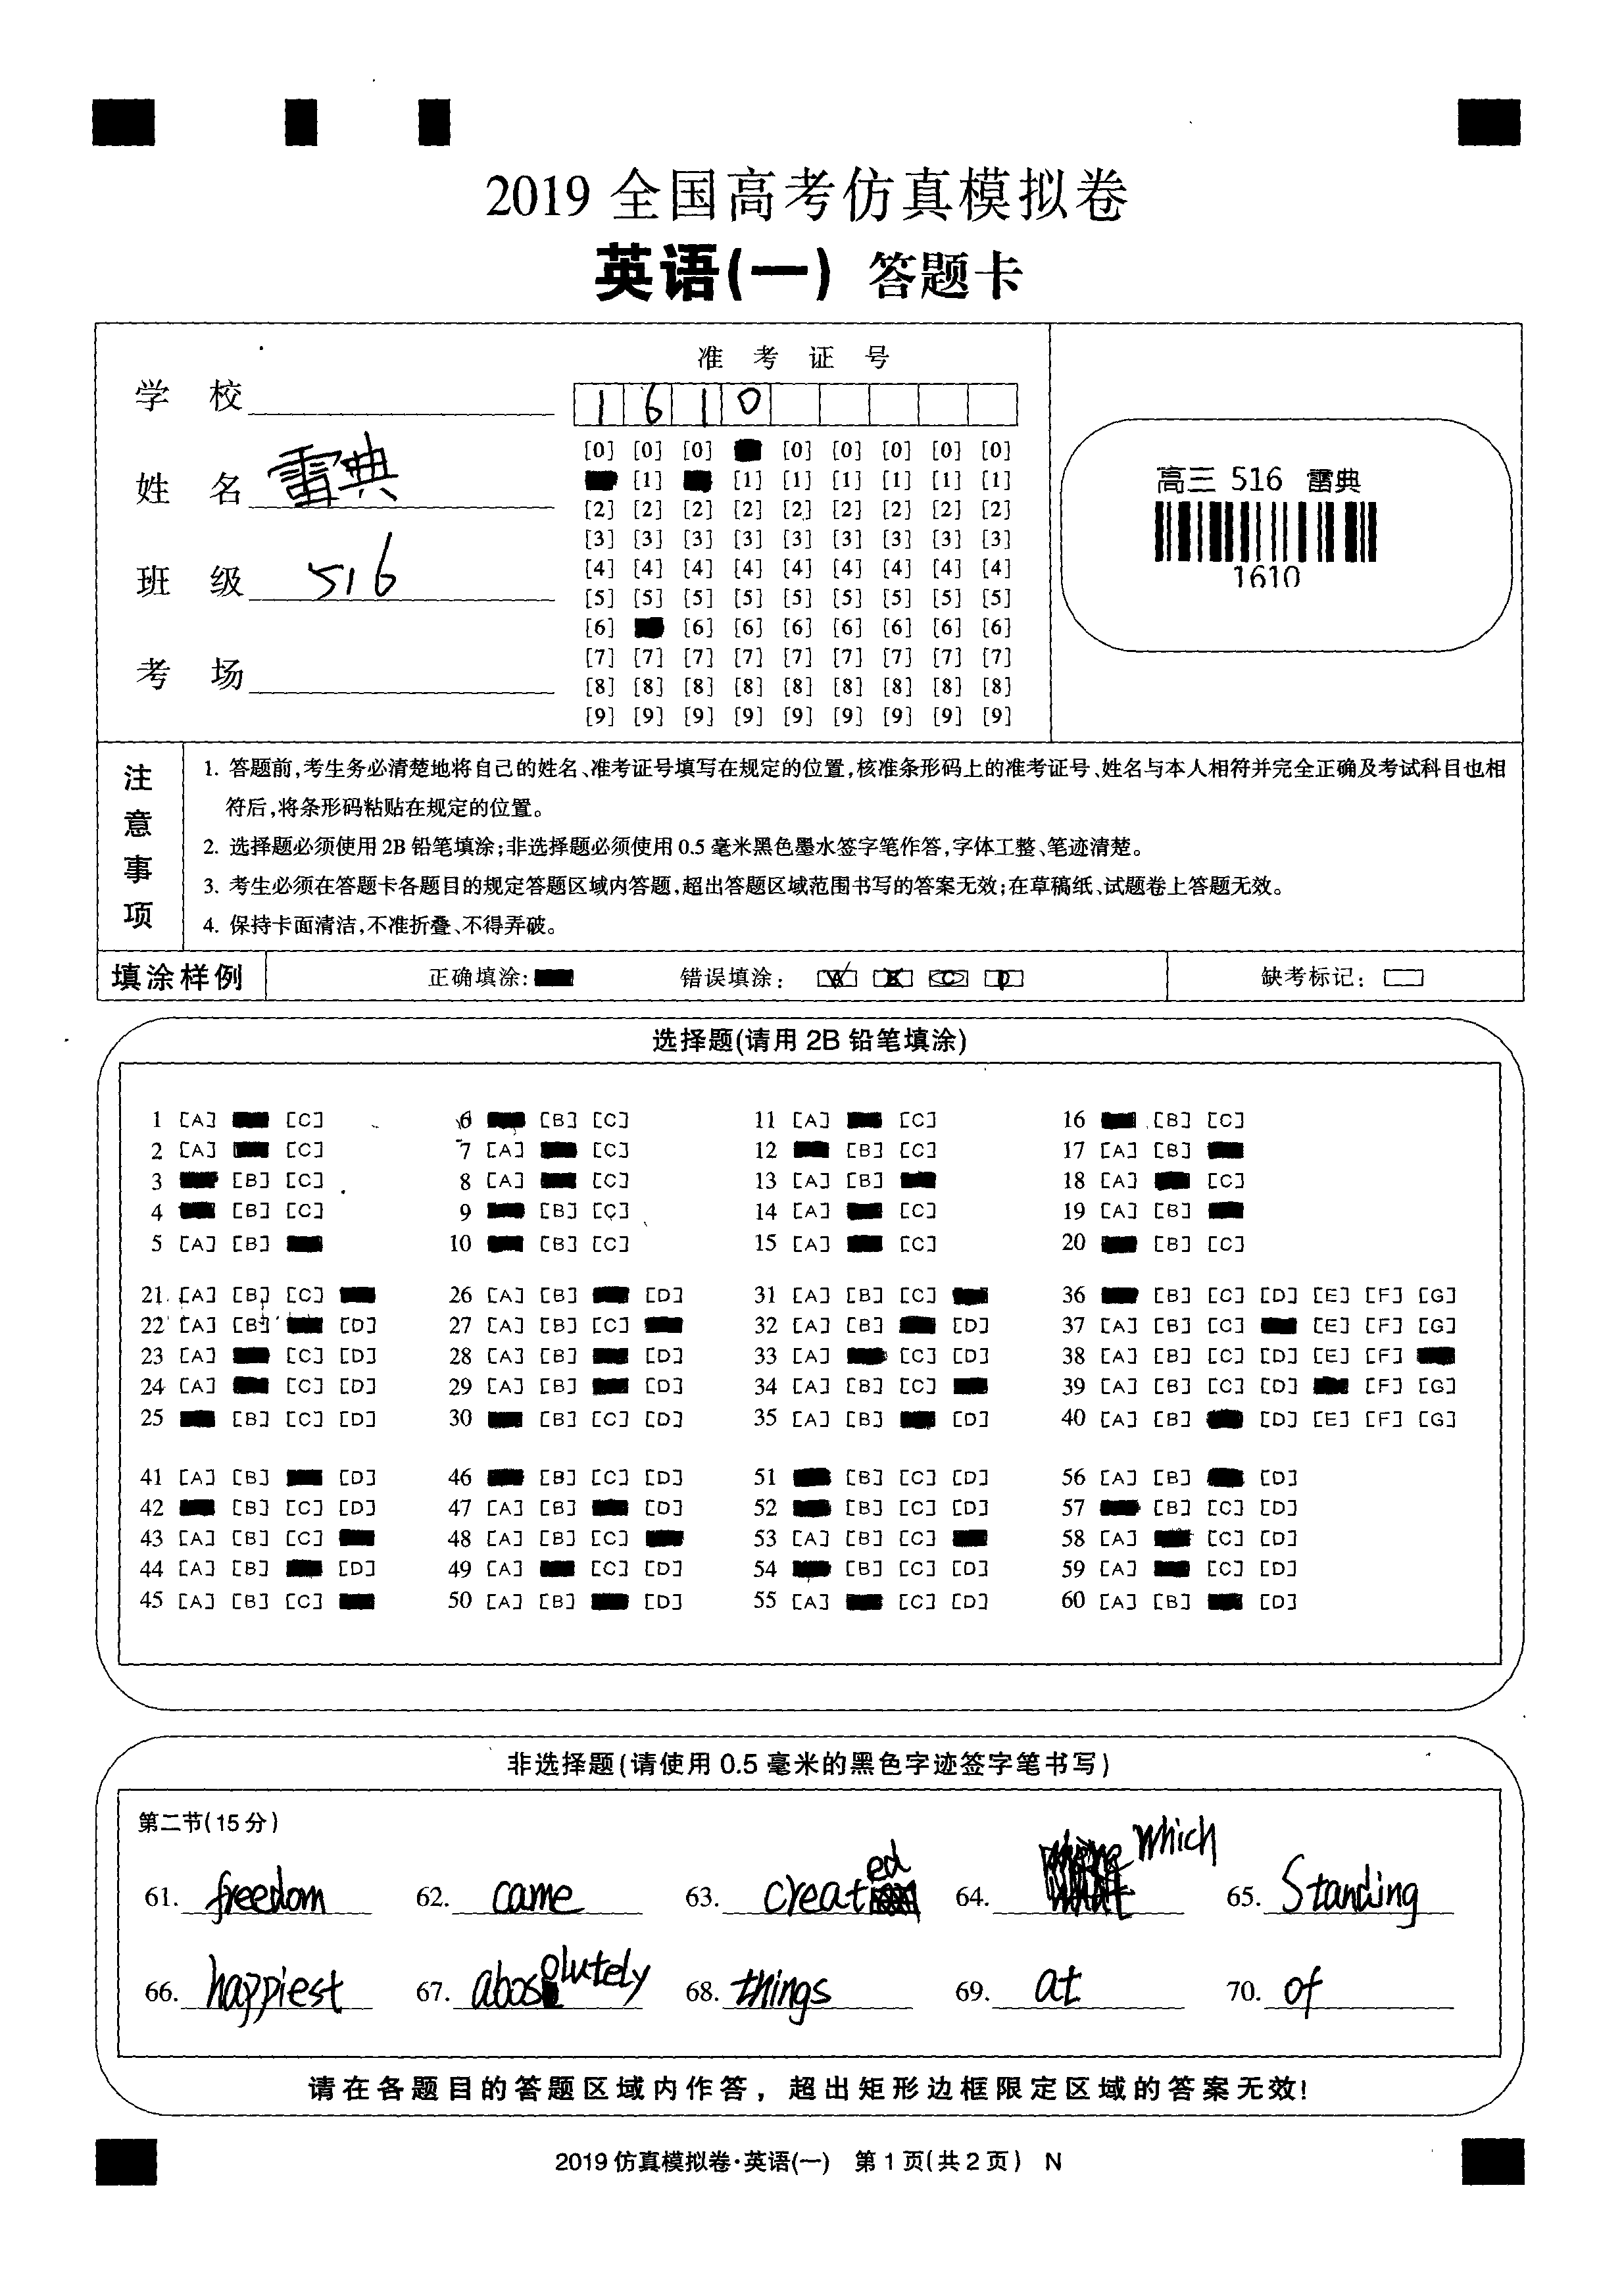 2019 全国高考仿真模拟卷
英语(一) 答题卡
准 考 证 号
学 校
1 6 1 0
姓 名 雷典
班 级 516
考 场
[0] [0] [0] [0] [0] [0] [0] [0]
[1] [1] [1] [1] [1] [1] [1]
[2] [2] [2] [2] [2] [2] [2] [2] [2]
[3] [3] [3] [3] [3] [3] [3] [3] [3]
[4] [4] [4] [4] [4] [4] [4] [4] [4]
[5] [5] [5] [5] [5] [5] [5] [5] [5]
[6] [6] [6] [6] [6] [6] [6] [6]
[7] [7] [7] [7] [7] [7] [7] [7] [7]
[8] [8] [8] [8] [8] [8] [8] [8] [8]
[9] [9] [9] [9] [9] [9] [9] [9] [9]
高三 516 雷典
1610
注意事项
1. 答题前,考生务必清楚地将自己的姓名、准考证号填写在规定的位置,核准条形码上的准考证号、姓名与本人相符并完全正确及考试科目也相
符后,将条形码粘贴在规定的位置。
2. 选择题必须使用2B铅笔填涂;非选择题必须使用0.5毫米黑色墨水签字笔作答,字体工整、笔迹清楚。
3. 考生必须在答题卡各题目的规定答题区域内答题,超出答题区域范围书写的答案无效;在草稿纸、试题卷上答题无效。
4. 保持卡面清洁,不准折叠、不得弄破。
填涂样例 正确填涂: 错误填涂: A B C D 缺考标记:
选择题(请用 2B 铅笔填涂)
1 [A] [C] 6 [B] [C] 11 [A] [C] 16 [B] [C]
2 [A] [C] 7 [A] [C] 12 [B] [C] 17 [A] [B]
3 [B] [C] 8 [A] [C] 13 [A] [B] 18 [A] [C]
4 [B] [C] 9 [B] [C] 14 [A] [C] 19 [A] [B]
5 [A] [B] 10 [B] [C] 15 [A] [C] 20 [B] [C]
21 [A] [B] [C] 26 [A] [B] [D] 31 [A] [B] [C] 36 [B] [C] [D] [E] [F] [G]
22 [A] [B] [D] 27 [A] [B] [C] 32 [A] [B] [D] 37 [A] [B] [C] [E] [F] [G]
23 [A] [C] [D] 28 [A] [B] [D] 33 [A] [C] [D] 38 [A] [B] [C] [D] [E] [F]
24 [A] [C] [D] 29 [A] [B] [D] 34 [A] [B] [C] 39 [A] [B] [C] [D] [F] [G]
25 [B] [C] [D] 30 [B] [C] [D] 35 [A] [B] [D] 40 [A] [B] [D] [E] [F] [G]
41 [A] [B] [D] 46 [B] [C] [D] 51 [B] [C] [D] 56 [A] [B] [D]
42 [B] [C] [D] 47 [A] [B] [D] 52 [B] [C] [D] 57 [B] [C] [D]
43 [A] [B] [C] 48 [A] [B] [C] 53 [A] [B] [C] 58 [A] [C] [D]
44 [A] [B] [D] 49 [A] [C] [D] 54 [B] [C] [D] 59 [A] [C] [D]
45 [A] [B] [C] 50 [A] [B] [D] 55 [A] [C] [D] 60 [A] [B] [D]
非选择题(请使用 0.5 毫米的黑色字迹签字笔书写)
第二节(15分)
61. freedom 62. came 63. created 64. which 65. Standing
66. happiest 67. abosolutely 68. things 69. at 70. of
请在各题目的答题区域内作答，超出矩形边框限定区域的答案无效!
2019 仿真模拟卷·英语(一) 第 1 页(共 2 页) N